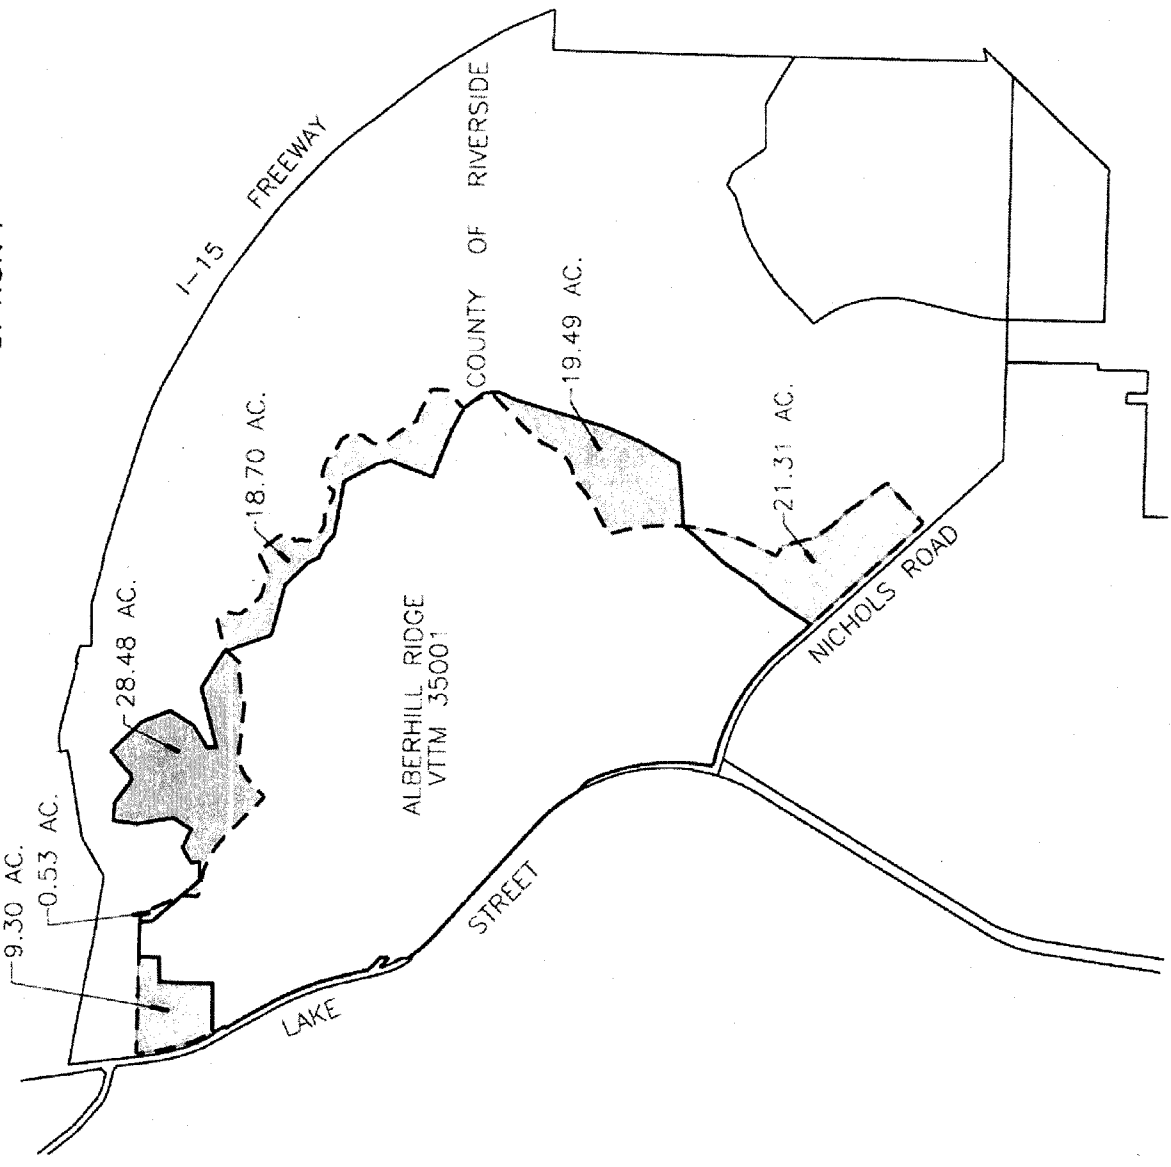 I-15 FREEWAY
COUNTY OF RIVERSIDE
9.30 AC.
0.53 AC.
28.48 AC.
18.70 AC.
19.49 AC.
21.31 AC.
ALBERHILL RIDGE
VTTM 35001
NICHOLS ROAD
LAKE STREET